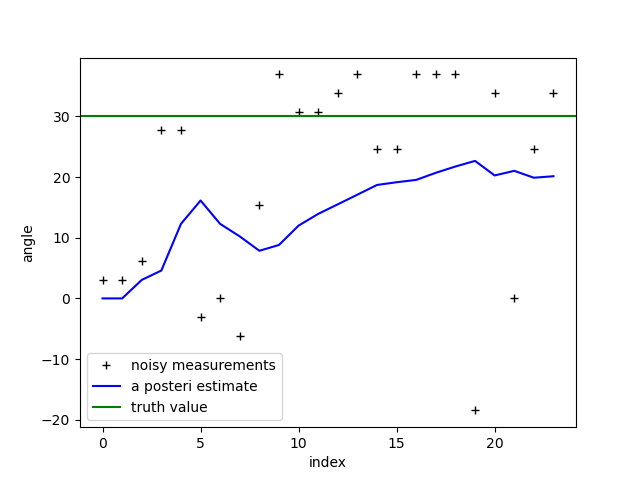 30
20
10
0
−10
−20
angle
noisy measurements
a posteri estimate
truth value
0 5 10 15 20
index